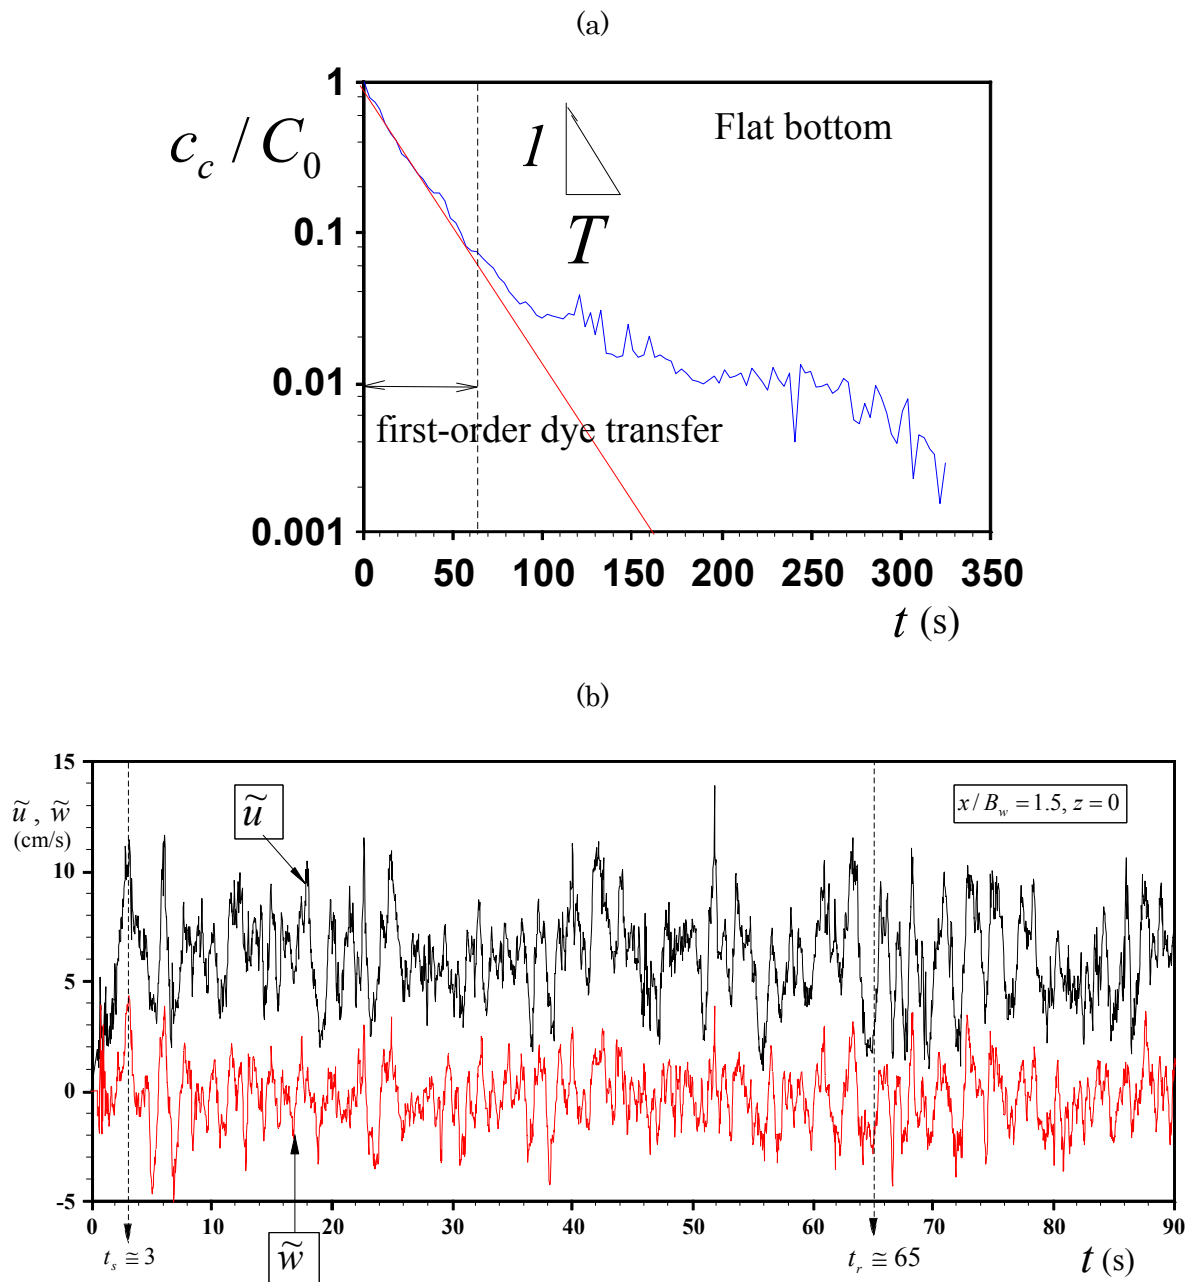 (a)
1
c_c / C_0
Flat bottom
1
T
0.1
0.01
first-order dye transfer
0.001
0 50 100 150 200 250 300 350
t (s)
(b)
15
ũ , w̃
(cm/s)
ũ
x / B_w = 1.5, z = 0
10
5
0
-5
0 10 20 30 40 50 60 70 80 90
t_s ≅ 3
w̃
t_r ≅ 65
t (s)